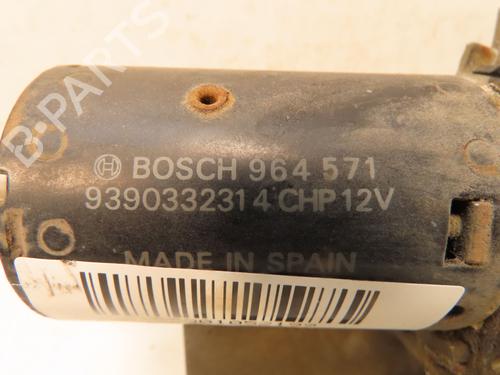 B-PARTS
BOSCH 964 571
9390332314 CHP 12V
MADE IN SPAIN